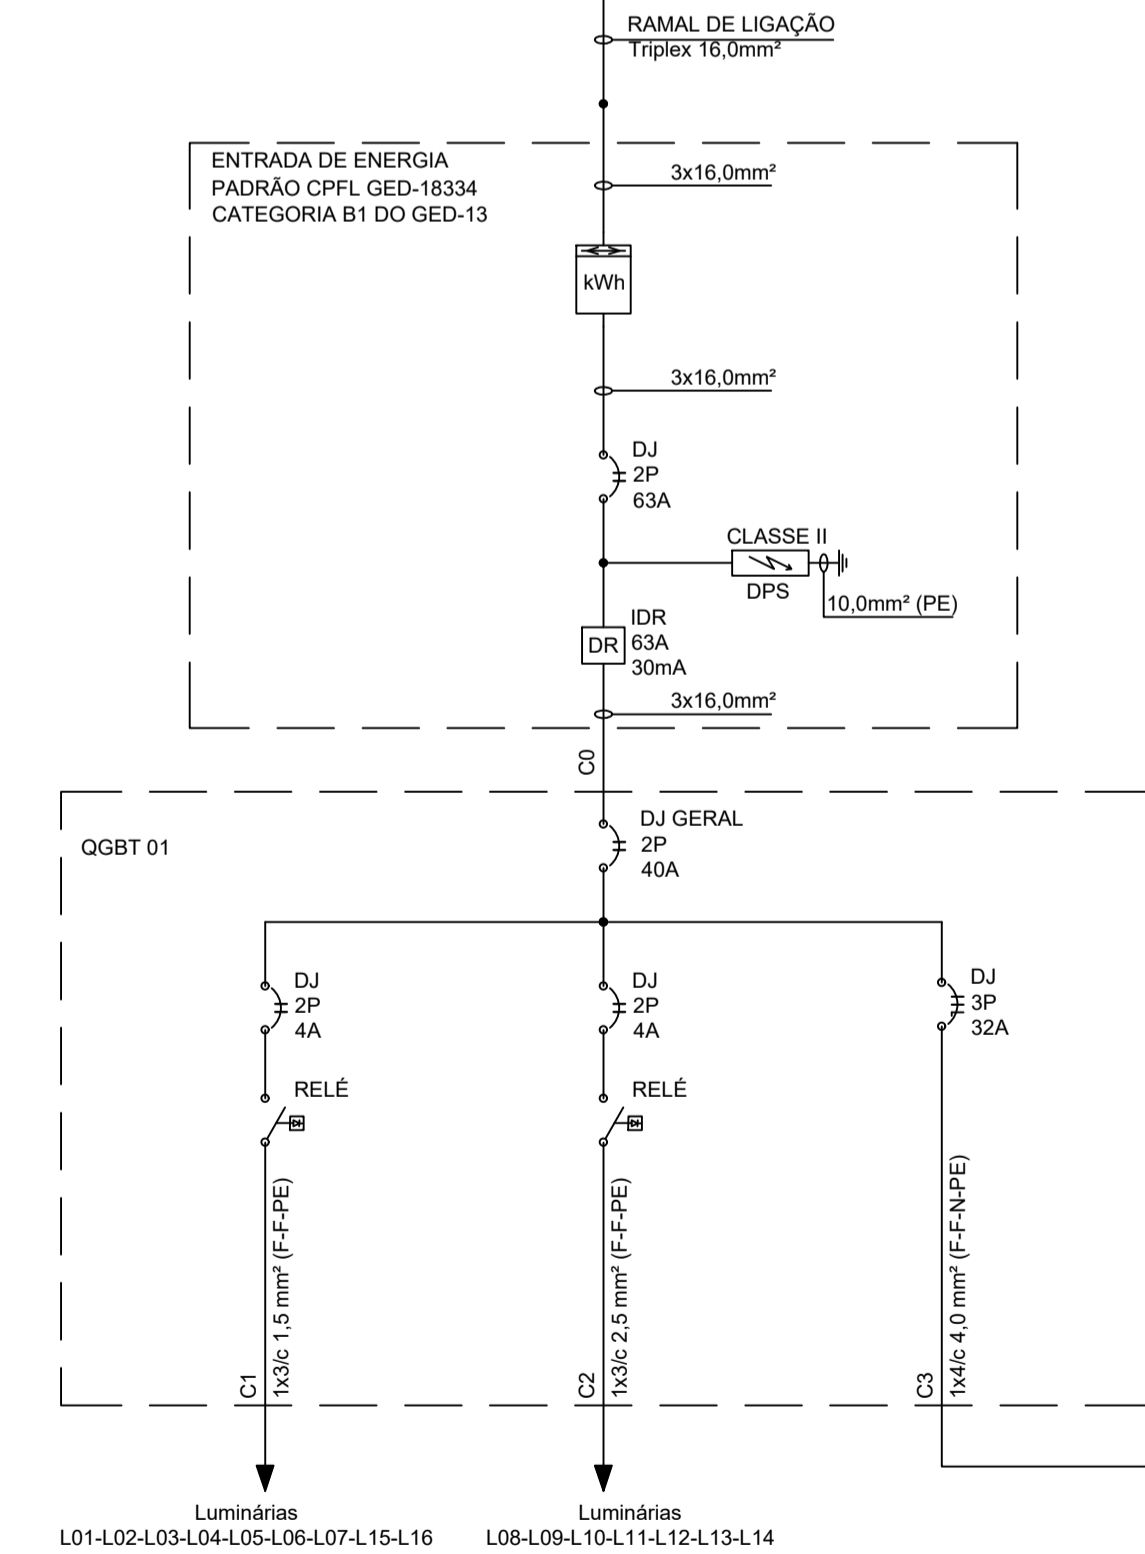 RAMAL DE LIGAÇÃO
Triplex 16,0mm²
ENTRADA DE ENERGIA
PADRÃO CPFL GED-18334
CATEGORIA B1 DO GED-13
3x16,0mm²
kWh
3x16,0mm²
DJ
2P
63A
CLASSE II
DPS
10,0mm² (PE)
IDR
DR
63A
30mA
3x16,0mm²
C0
QGBT 01
DJ GERAL
2P
40A
DJ
2P
4A
RELÉ
C1
1x3/c 1,5 mm² (F-F-PE)
DJ
2P
4A
RELÉ
C2
1x3/c 2,5 mm² (F-F-PE)
DJ
3P
32A
C3
1x4/c 4,0 mm² (F-F-N-PE)
Luminárias
L01-L02-L03-L04-L05-L06-L07-L15-L16
Luminárias
L08-L09-L10-L11-L12-L13-L14